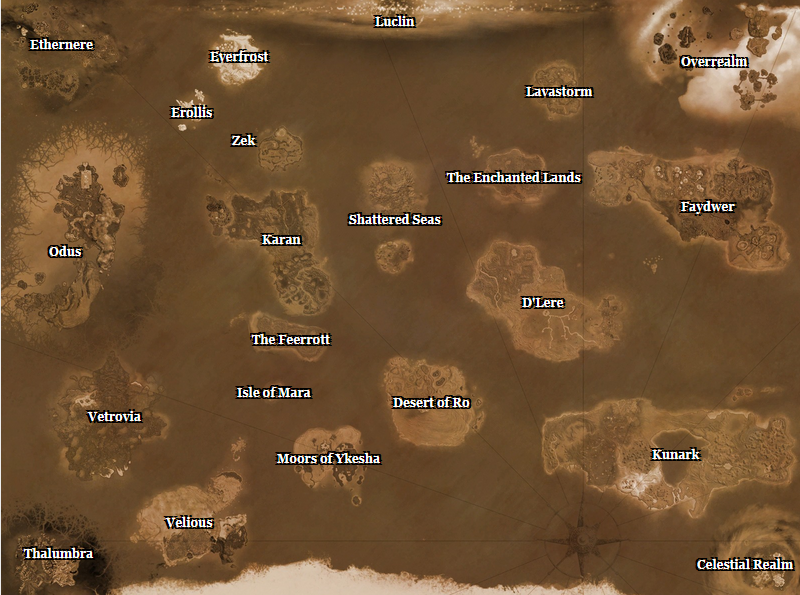 Luclin
Ethernere
Everfrost
Overrealm
Lavastorm
Erollis
Zek
The Enchanted Lands
Faydwer
Shattered Seas
Karan
Odus
D'Lere
The Feerrott
Isle of Mara
Desert of Ro
Vetrovia
Kunark
Moors of Ykesha
Velious
Thalumbra
Celestial Realm